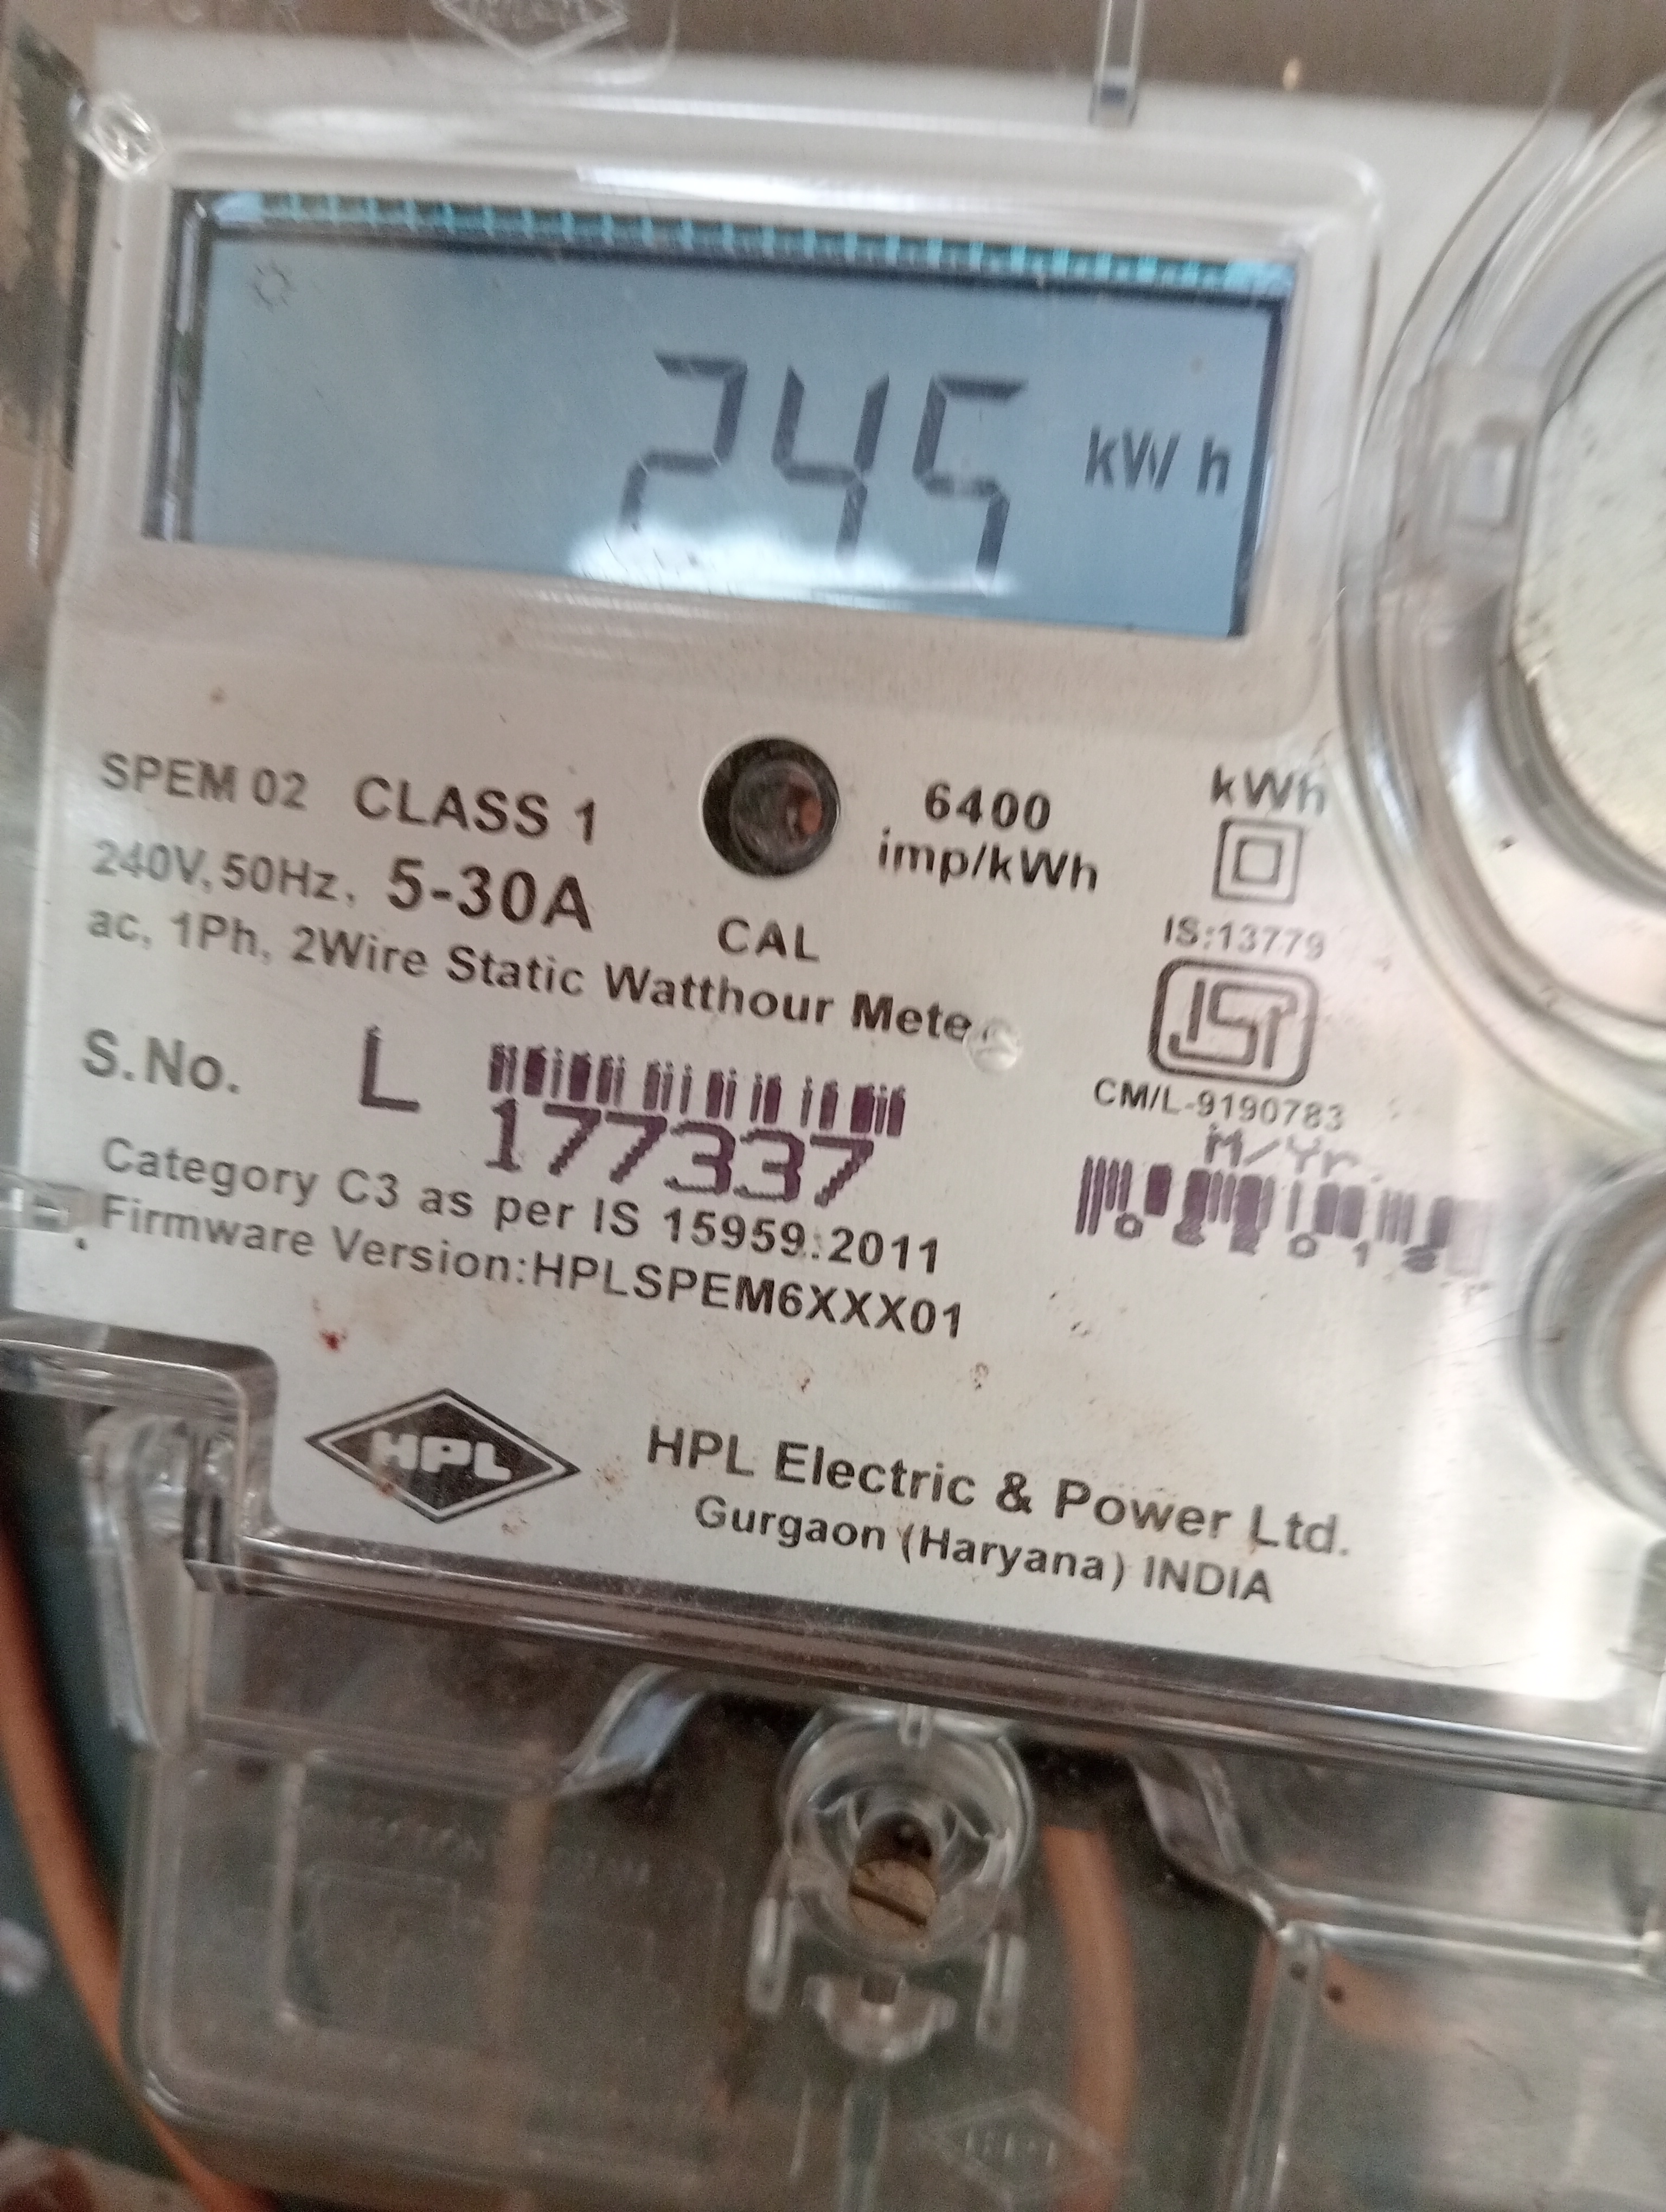 245 kWh
SPEM 02 CLASS 1
240V, 50Hz, 5-30A
ac, 1Ph, 2Wire Static Watthour Mete
CAL
6400
imp/kWh
kWh
IS:13779
ISI
CM/L-9190783
M/Yr.
S.No. L 177337
Category C3 as per IS 15959:2011
Firmware Version:HPLSPEM6XXX01
HPL
HPL Electric & Power Ltd.
Gurgaon (Haryana) INDIA